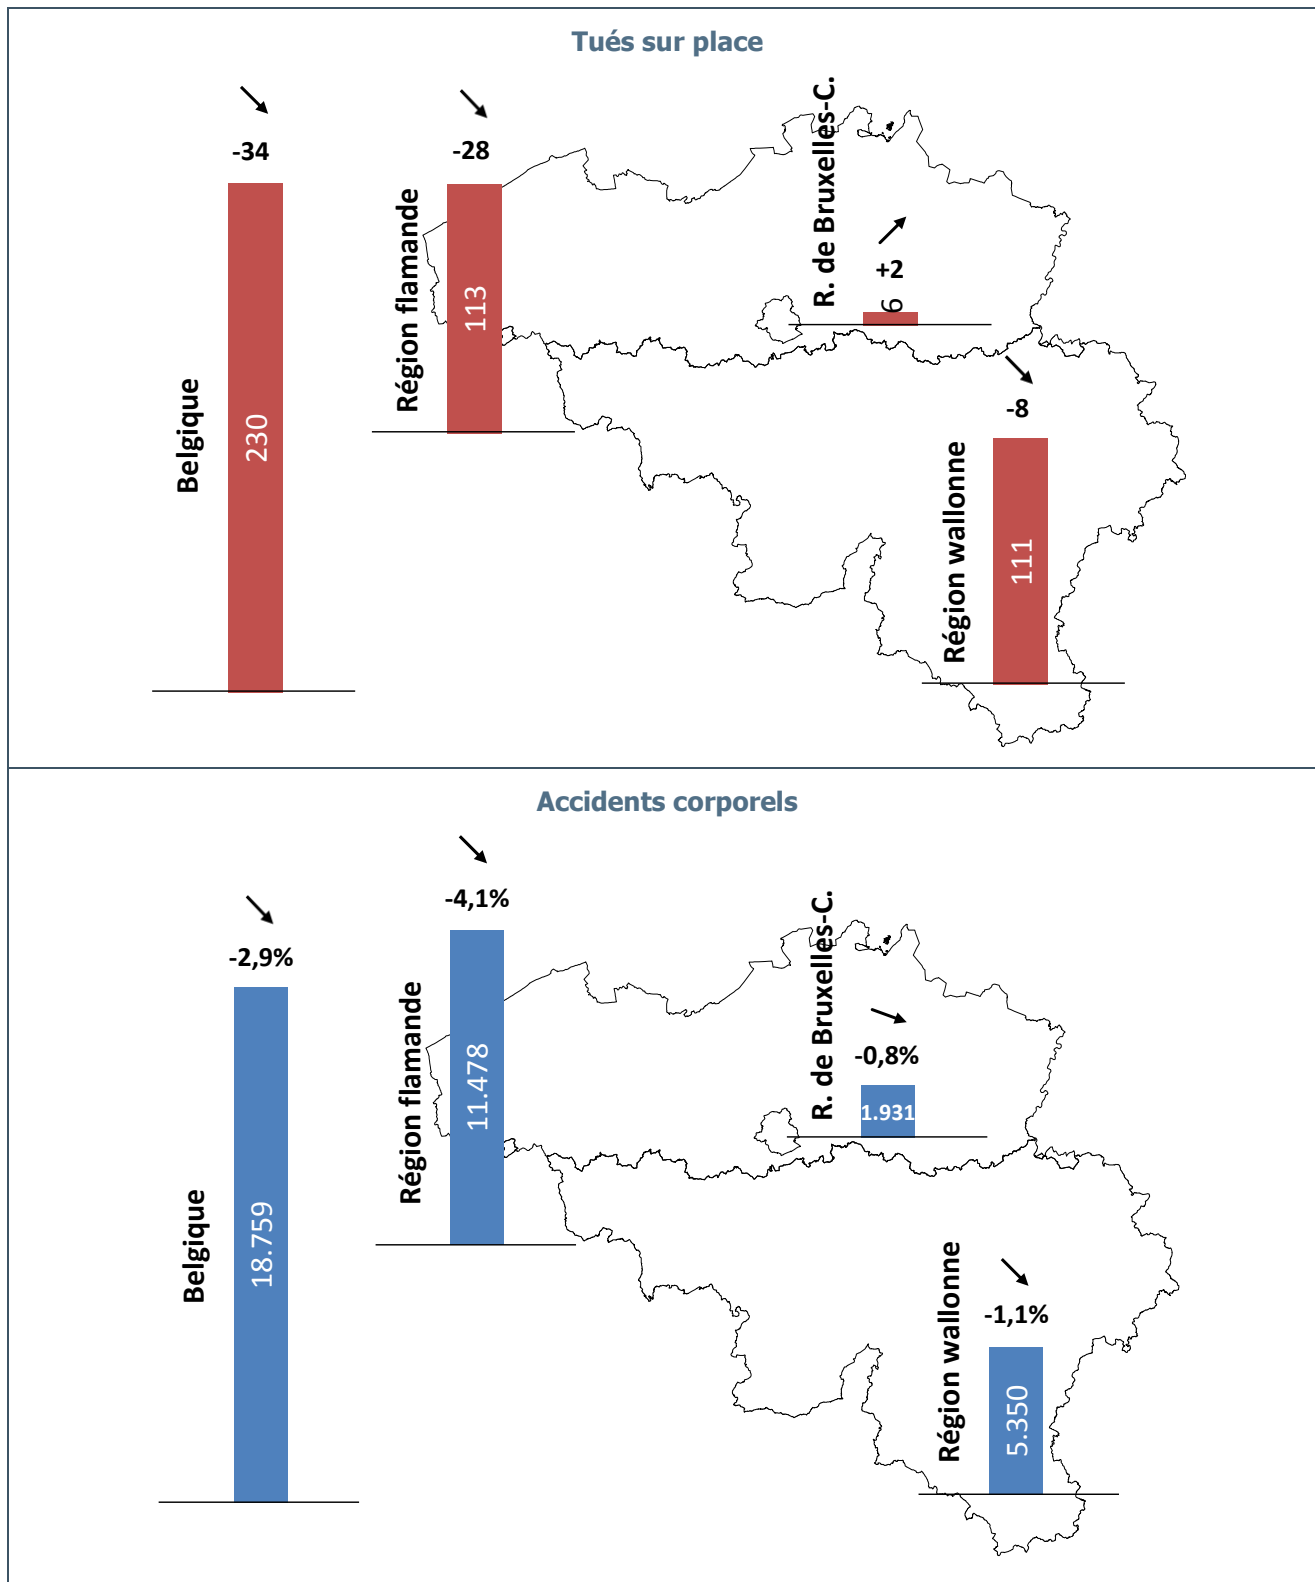 Tués sur place
-34
230
Belgique
-28
113
Région flamande
R. de Bruxelles-C.
+2
6
-8
111
Région wallonne
Accidents corporels
-2,9%
18.759
Belgique
-4,1%
11.478
Région flamande
R. de Bruxelles-C.
-0,8%
1.931
-1,1%
5.350
Région wallonne